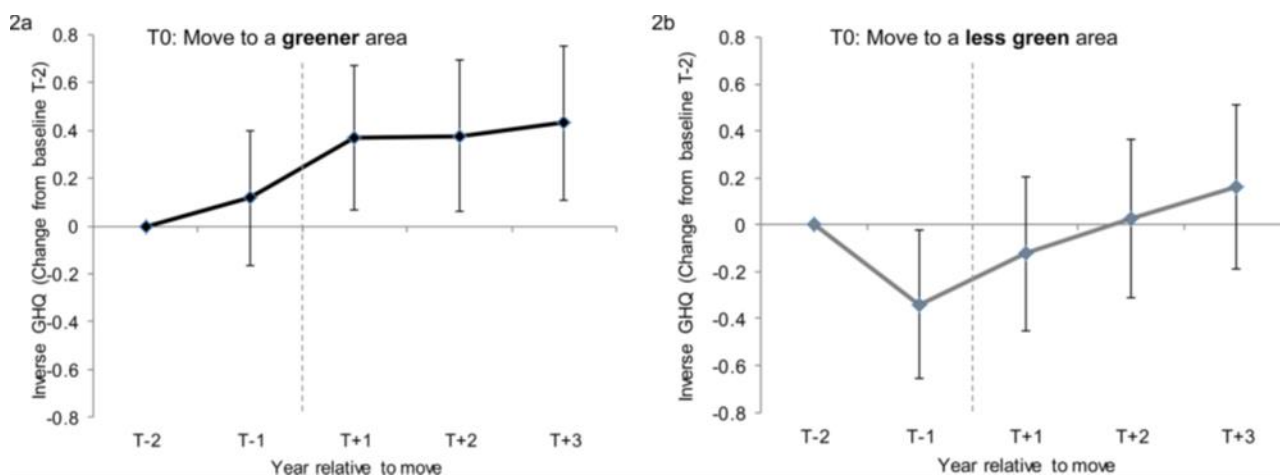 2a
T0: Move to a greener area
Inverse GHQ (Change from baseline T-2)
0.8
0.6
0.4
0.2
0
-0.2
-0.4
-0.6
-0.8
T-2 T-1 T+1 T+2 T+3
Year relative to move
2b
T0: Move to a less green area
Inverse GHQ (Change from baseline T-2)
0.8
0.6
0.4
0.2
0
-0.2
-0.4
-0.6
-0.8
T-2 T-1 T+1 T+2 T+3
Year relative to move